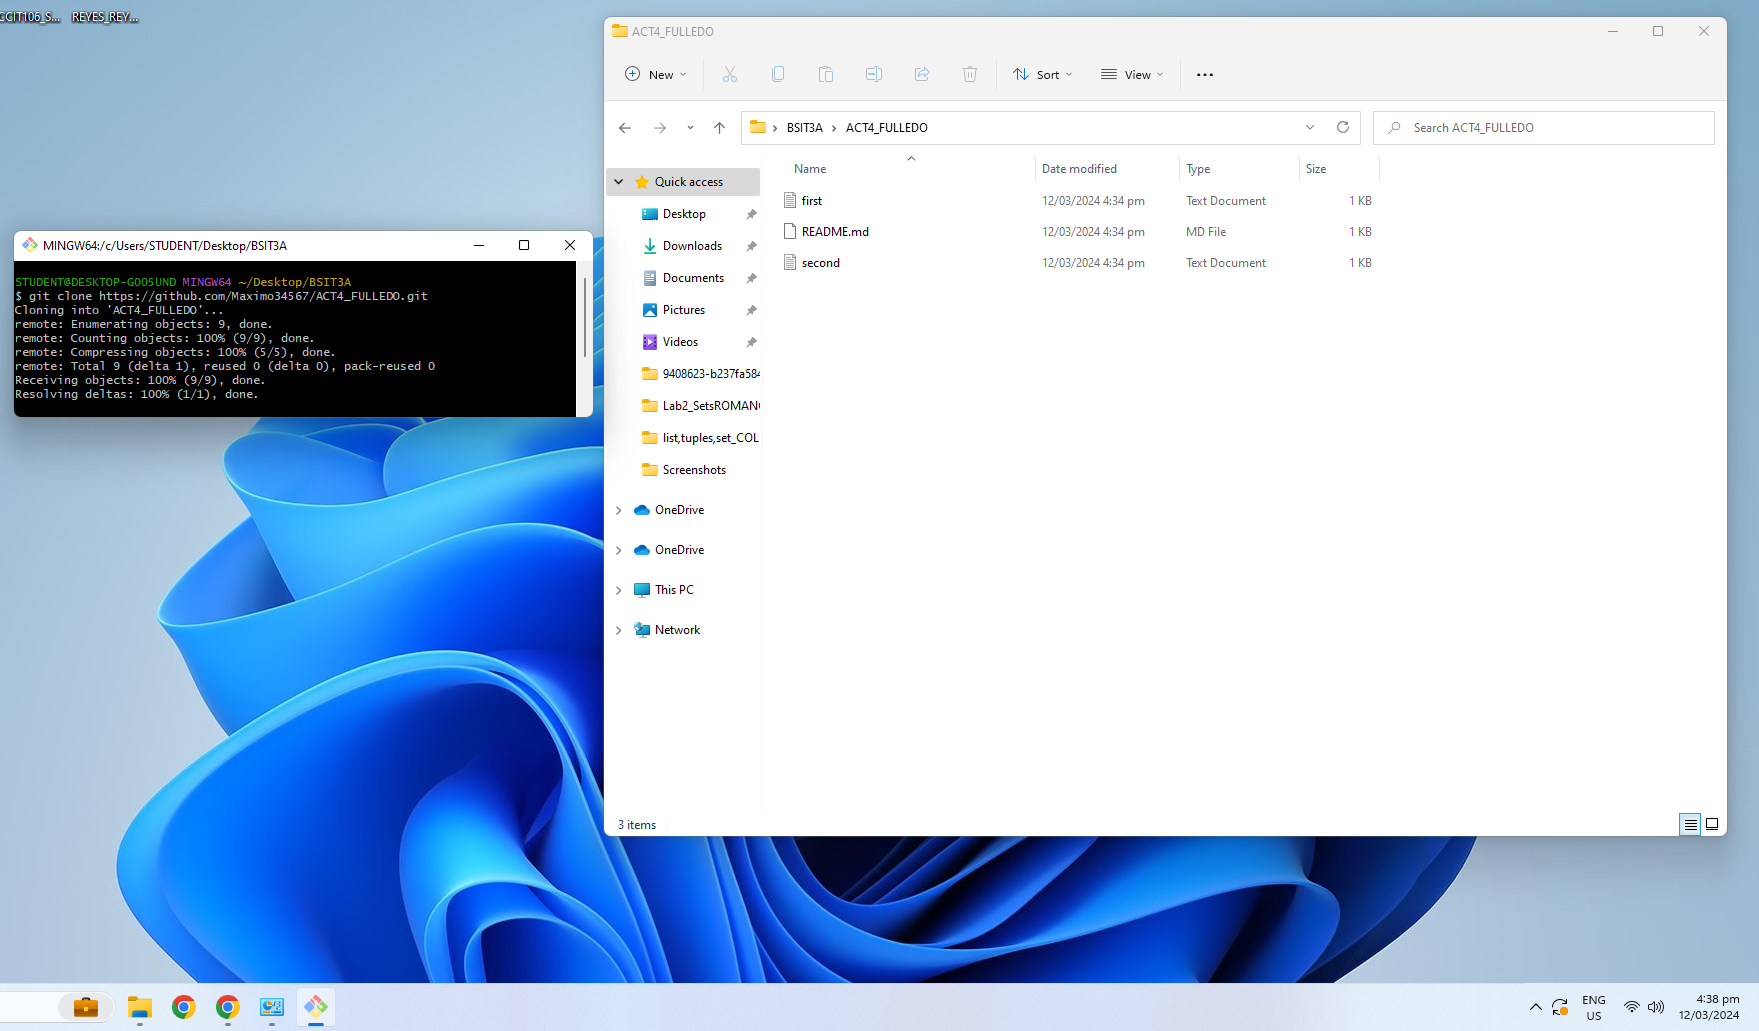 CCIT106_S... REYES_REY...
MINGW64:/c/Users/STUDENT/Desktop/BSIT3A
STUDENT@DESKTOP-GOO5UND MINGW64 ~/Desktop/BSIT3A
$ git clone https://github.com/Maximo34567/ACT4_FULLEDO.git
Cloning into 'ACT4_FULLEDO'...
remote: Enumerating objects: 9, done.
remote: Counting objects: 100% (9/9), done.
remote: Compressing objects: 100% (5/5), done.
remote: Total 9 (delta 1), reused 0 (delta 0), pack-reused 0
Receiving objects: 100% (9/9), done.
Resolving deltas: 100% (1/1), done.
ACT4_FULLEDO
New Sort View
BSIT3A ACT4_FULLEDO Search ACT4_FULLEDO
Quick access
Desktop
Downloads
Documents
Pictures
Videos
9408623-b237fa584
Lab2_SetsROMAN
list,tuples,set_COL
Screenshots
OneDrive
OneDrive
This PC
Network
Name Date modified Type Size
first 12/03/2024 4:34 pm Text Document 1 KB
README.md 12/03/2024 4:34 pm MD File 1 KB
second 12/03/2024 4:34 pm Text Document 1 KB
3 items
ENG
US
4:38 pm
12/03/2024